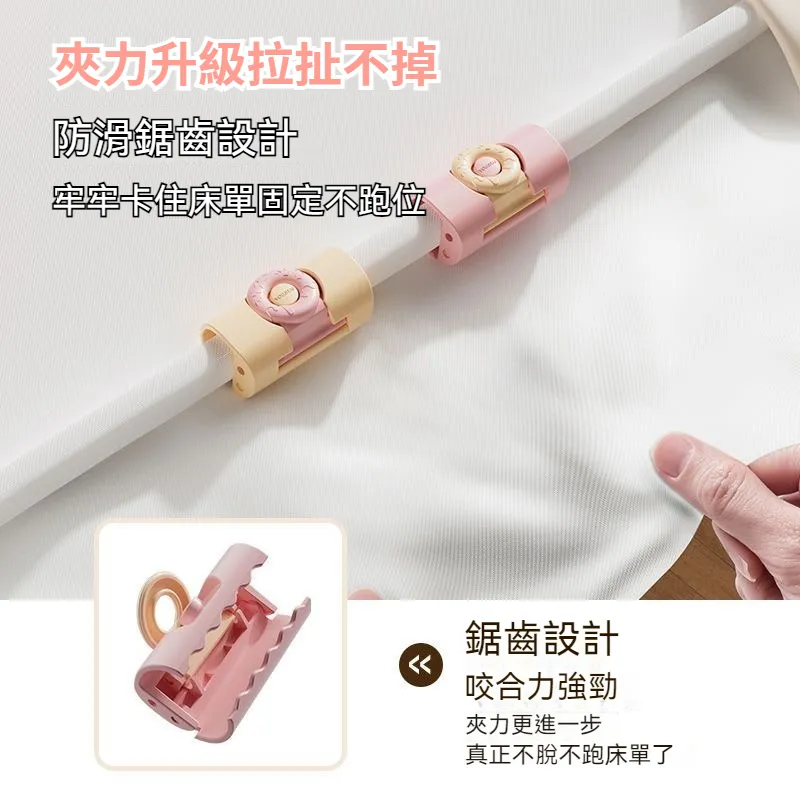 夾力升級拉扯不掉
防滑鋸齒設計
牢牢卡住床單固定不跑位
鋸齒設計
咬合力強勁
夾力更進一步
真正不脫不跑床單了